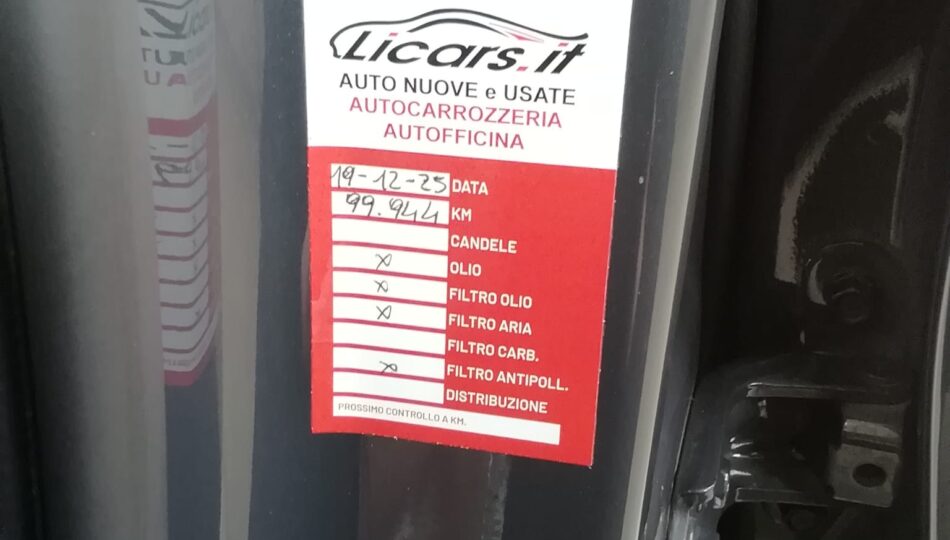 Licars.it
AUTO NUOVE e USATE
AUTOCARROZZERIA
AUTOFFICINA
19-12-25 DATA
99.944 KM
CANDELE
x OLIO
x FILTRO OLIO
x FILTRO ARIA
FILTRO CARB.
x FILTRO ANTIPOLL.
DISTRIBUZIONE
PROSSIMO CONTROLLO A KM.